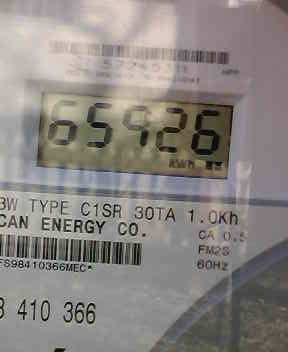 65926
KWH
3W TYPE C1SR 30TA 1.0Kh
CAN ENERGY CO.
CA 0.5
FM2S
60Hz
FS98410366MEC*
8 410 366